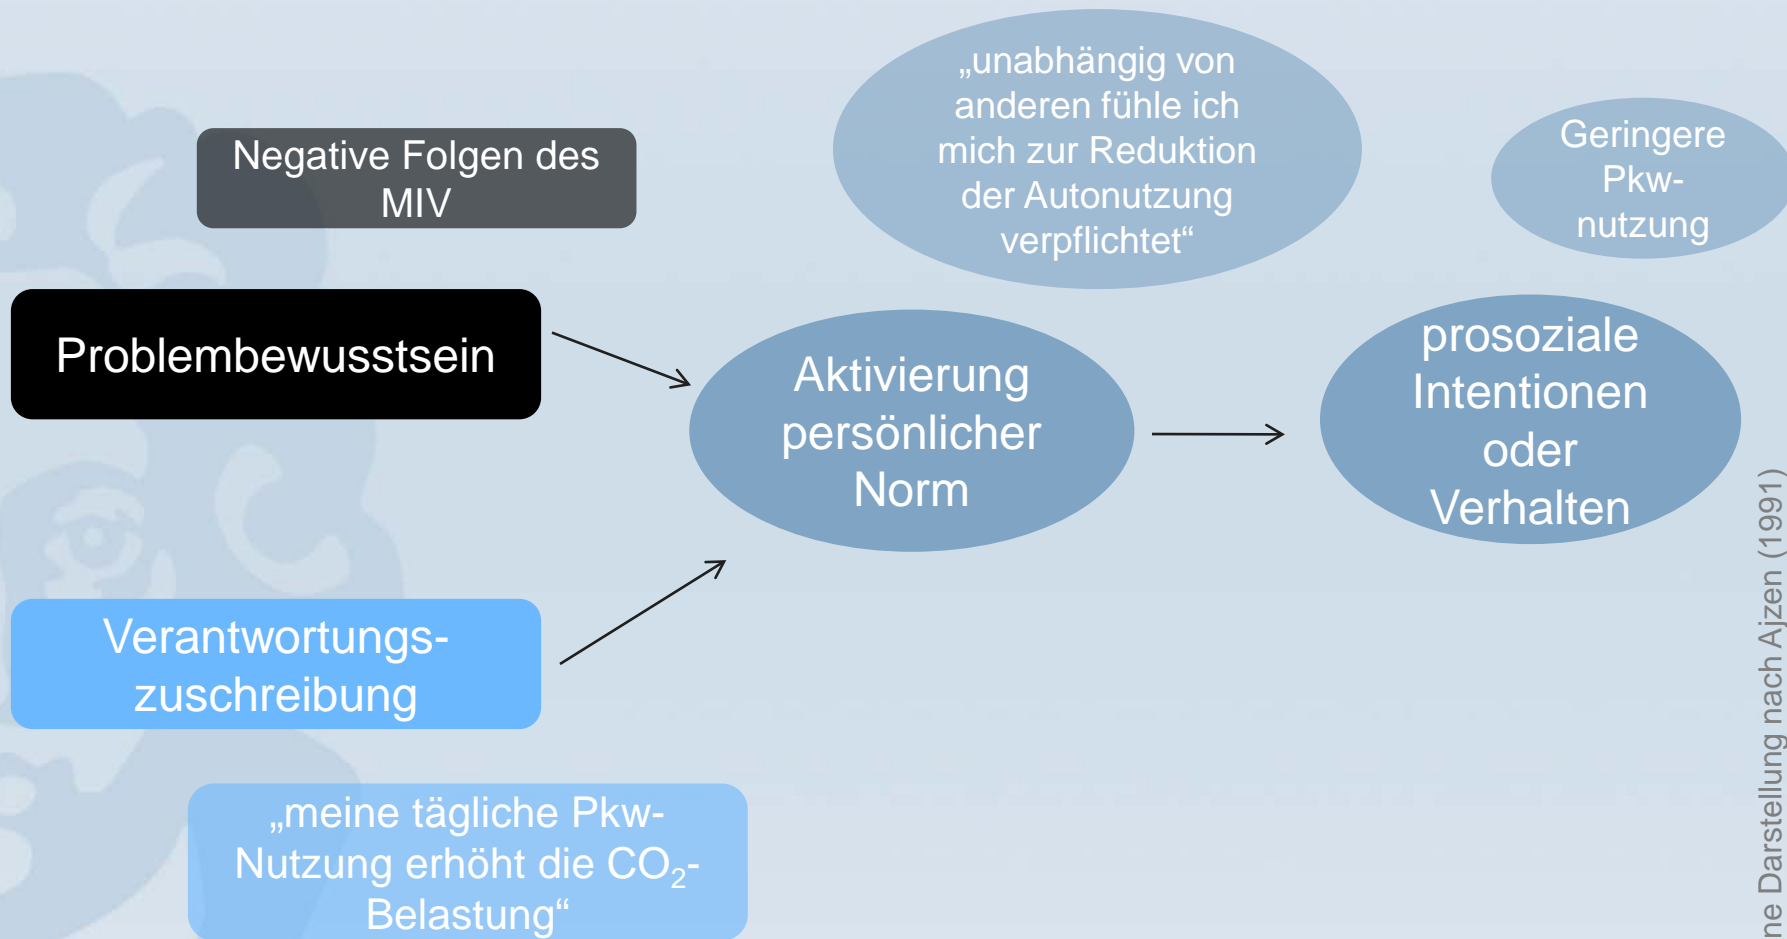 „unabhängig von
anderen fühle ich
mich zur Reduktion
der Autonutzung
verpflichtet“
Geringere
Pkw-
nutzung
Negative Folgen des
MIV
Problembewusstsein
Aktivierung
persönlicher
Norm
prosoziale
Intentionen
oder
Verhalten
Verantwortungs-
zuschreibung
„meine tägliche Pkw-
Nutzung erhöht die CO₂-
Belastung“
ne Darstellung nach Ajzen (1991)